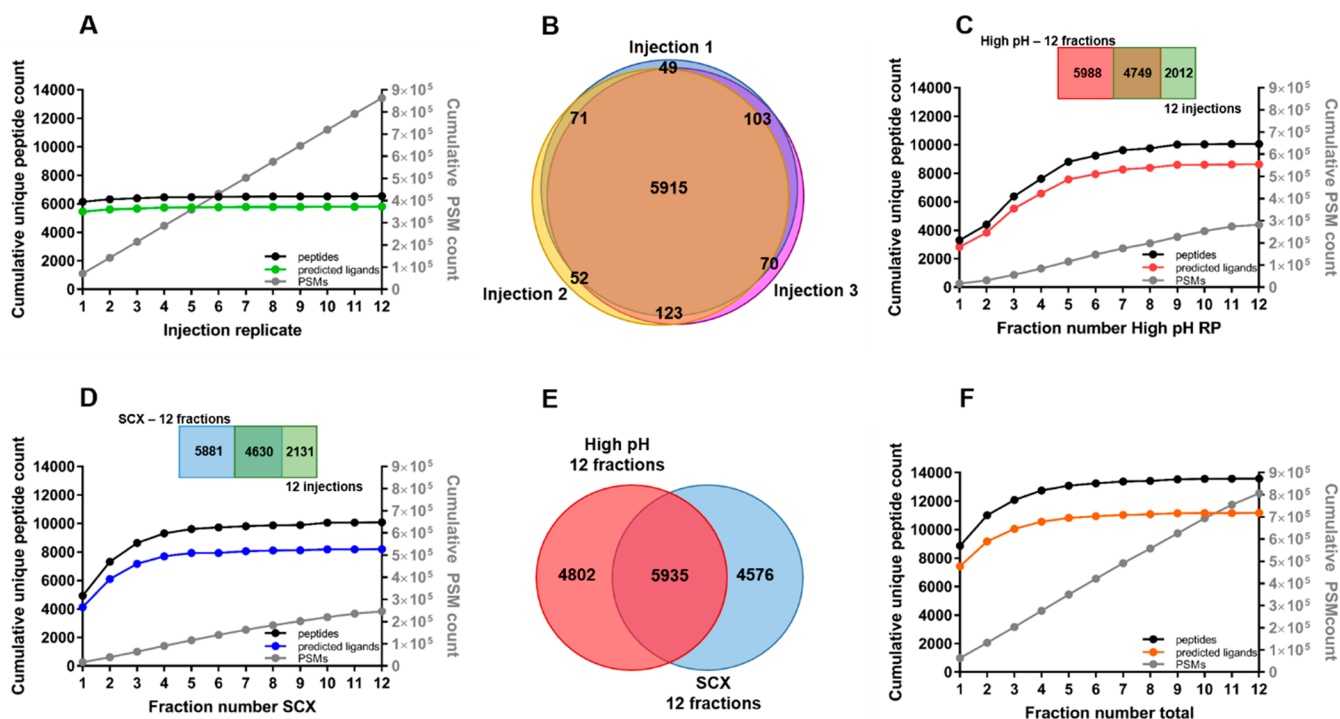 A
Cumulative unique peptide count
14000
12000
10000
8000
6000
4000
2000
0
1 2 3 4 5 6 7 8 9 10 11 12
Injection replicate
peptides
predicted ligands
PSMs
9×10⁵
8×10⁵
7×10⁵
6×10⁵
5×10⁵
4×10⁵
3×10⁵
2×10⁵
1×10⁵
0
Cumulative PSM count
B
Injection 1
49
71
103
5915
52
70
Injection 2
Injection 3
123
C
High pH – 12 fractions
5988 4749 2012
12 injections
Cumulative unique peptide count
14000
12000
10000
8000
6000
4000
2000
0
1 2 3 4 5 6 7 8 9 10 11 12
Fraction number High pH RP
peptides
predicted ligands
PSMs
9×10⁵
8×10⁵
7×10⁵
6×10⁵
5×10⁵
4×10⁵
3×10⁵
2×10⁵
1×10⁵
0
Cumulative PSM count
D
SCX – 12 fractions
5881 4630 2131
12 injections
Cumulative unique peptide count
14000
12000
10000
8000
6000
4000
2000
0
1 2 3 4 5 6 7 8 9 10 11 12
Fraction number SCX
peptides
predicted ligands
PSMs
9×10⁵
8×10⁵
7×10⁵
6×10⁵
5×10⁵
4×10⁵
3×10⁵
2×10⁵
1×10⁵
0
Cumulative PSM count
E
High pH
12 fractions
4802 5935 4576
SCX
12 fractions
F
Cumulative unique peptide count
14000
12000
10000
8000
6000
4000
2000
0
1 2 3 4 5 6 7 8 9 10 11 12
Fraction number total
peptides
predicted ligands
PSMs
9×10⁵
8×10⁵
7×10⁵
6×10⁵
5×10⁵
4×10⁵
3×10⁵
2×10⁵
1×10⁵
0
Cumulative PSMcount